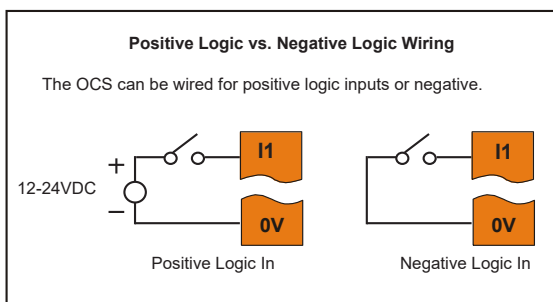 Positive Logic vs. Negative Logic Wiring
The OCS can be wired for positive logic inputs or negative.
I1
+
12-24VDC
−
0V
Positive Logic In
I1
0V
Negative Logic In